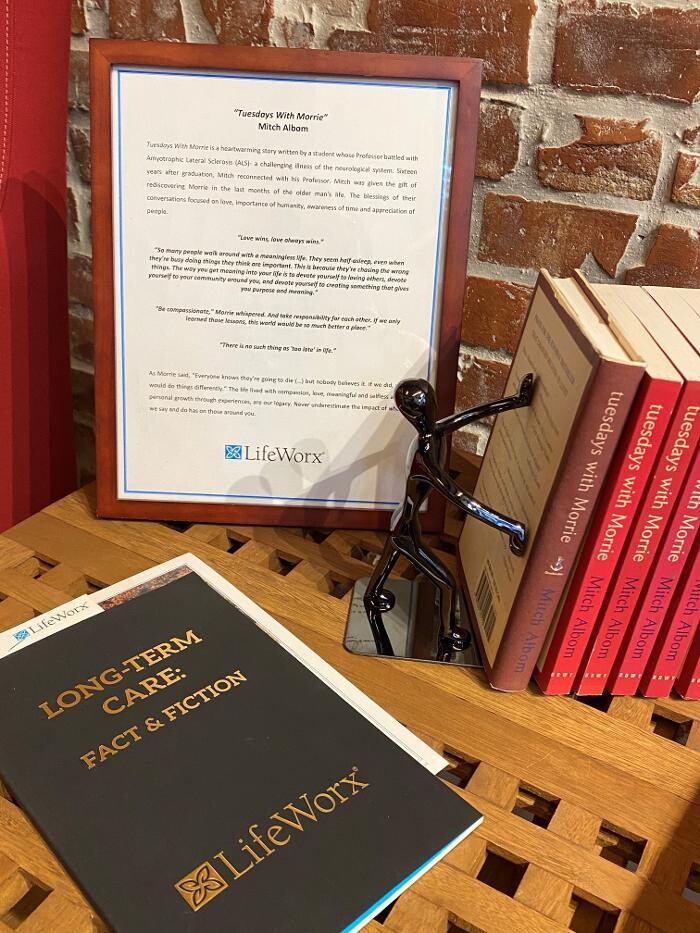 "Tuesdays With Morrie"
Mitch Albom
Tuesdays With Morrie is a heartwarming story written by a student whose Professor battled with
Amyotrophic Lateral Sclerosis (ALS)- a challenging illness of the neurological system. Sixteen
years after graduation, Mitch reconnected with his Professor. Mitch was given the gift of
rediscovering Morrie in the last months of the older man's life. The blessings of their
conversations focused on love, importance of humanity, awareness of time and appreciation of
people.
"Love wins, love always wins."
"So many people walk around with a meaningless life. They seem half-asleep, even when
they're busy doing things they think are important. This is because they're chasing the wrong
things. The way you get meaning into your life is to devote yourself to loving others, devote
yourself to your community around you, and devote yourself to creating something that gives
you purpose and meaning."
"Be compassionate," Morrie whispered. And take responsibility for each other. If we only
learned those lessons, this world would be so much better a place."
"There is no such thing as 'too late' in life."
As Morrie said, "Everyone knows they're going to die (...) but nobody believes it. If we did,
would do things differently." The life lived with compassion, love, meaningful and selfless
personal growth through experiences, are our legacy. Never underestimate the impact of
we say and do has on those around us.
LifeWorx
tuesdays with Morrie Mitch Albom
tuesdays with Morrie Mitch Albom
tuesdays with Morrie Mitch Albom
tuesdays with Morrie Mitch Albom
LifeWorx
LONG-TERM
CARE:
FACT & FICTION
LifeWorx